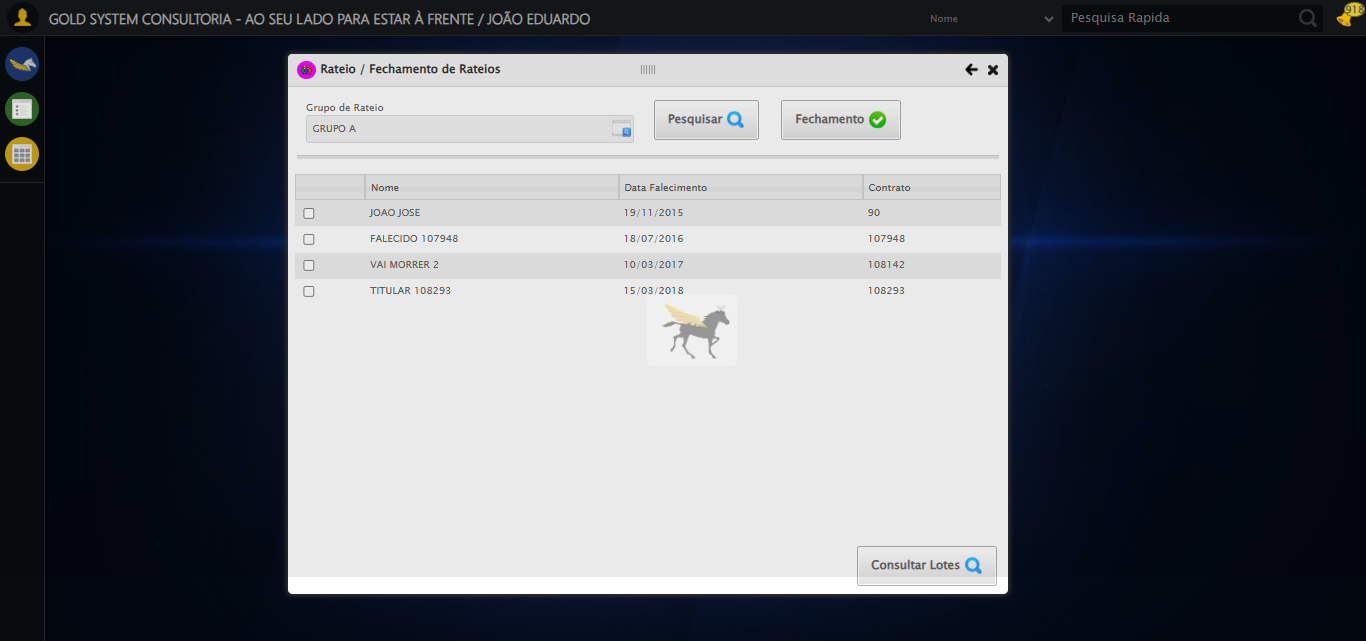 GOLD SYSTEM CONSULTORIA - AO SEU LADO PARA ESTAR À FRENTE / JOÃO EDUARDO
Nome
Pesquisa Rapida
918
Rateio / Fechamento de Rateios
Grupo de Rateio
GRUPO A
Pesquisar
Fechamento
Nome Data Falecimento Contrato
JOAO JOSE 19/11/2015 90
FALECIDO 107948 18/07/2016 107948
VAI MORRER 2 10/03/2017 108142
TITULAR 108293 15/03/2018 108293
Consultar Lotes